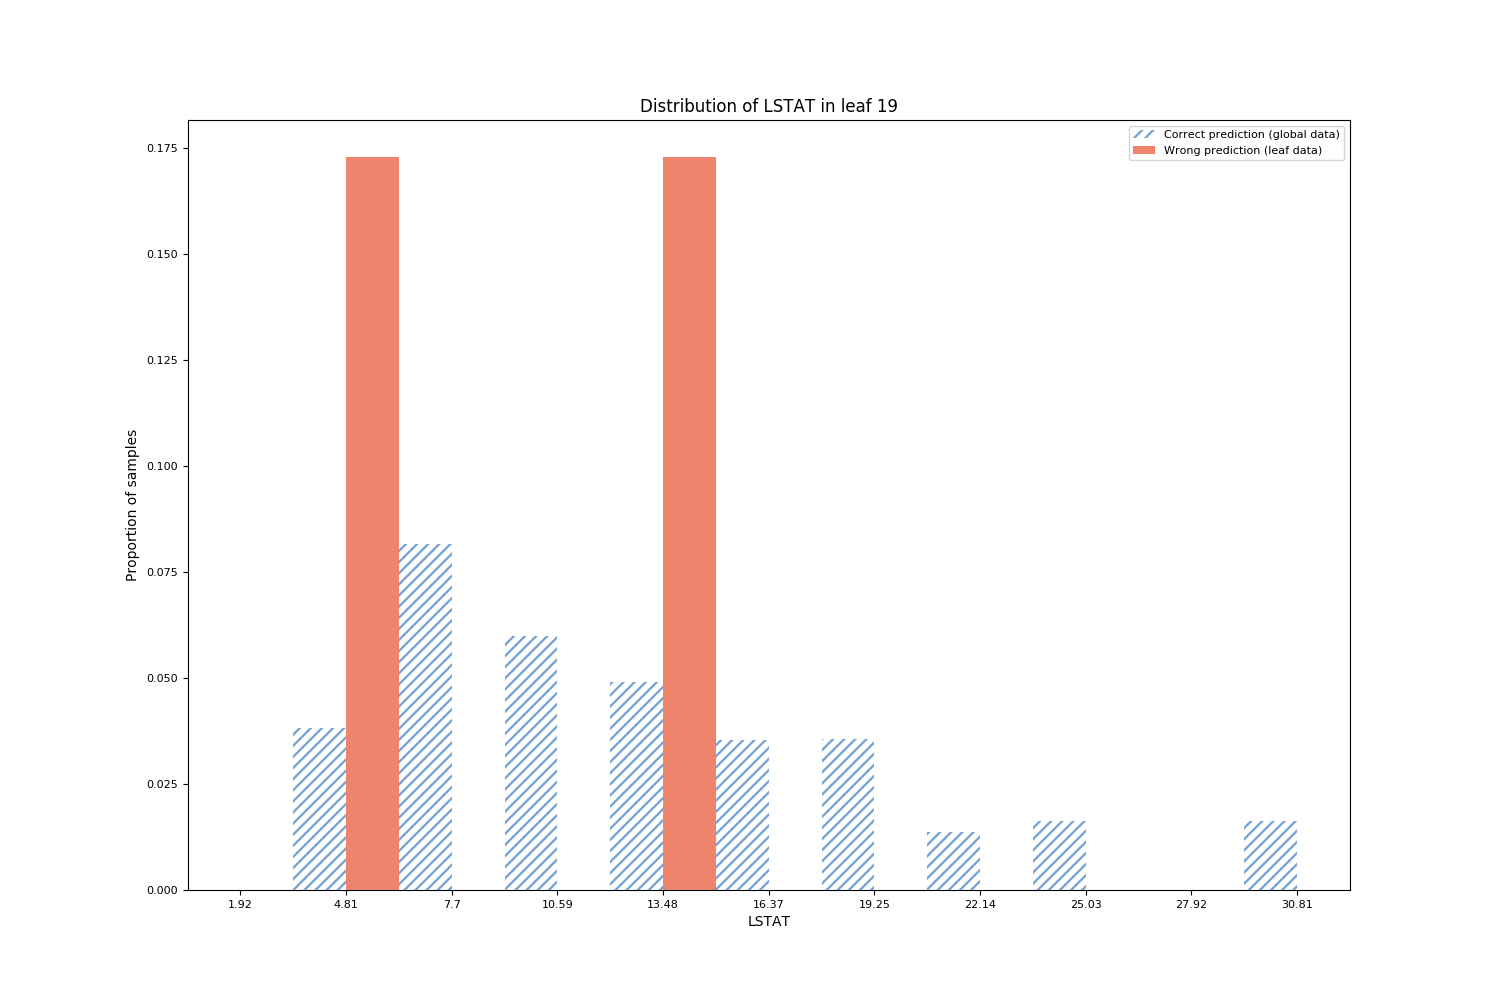 Distribution of LSTAT in leaf 19
Correct prediction (global data)
Wrong prediction (leaf data)
Proportion of samples
0.175
0.150
0.125
0.100
0.075
0.050
0.025
0.000
1.92 4.81 7.7 10.59 13.48 16.37 19.25 22.14 25.03 27.92 30.81
LSTAT